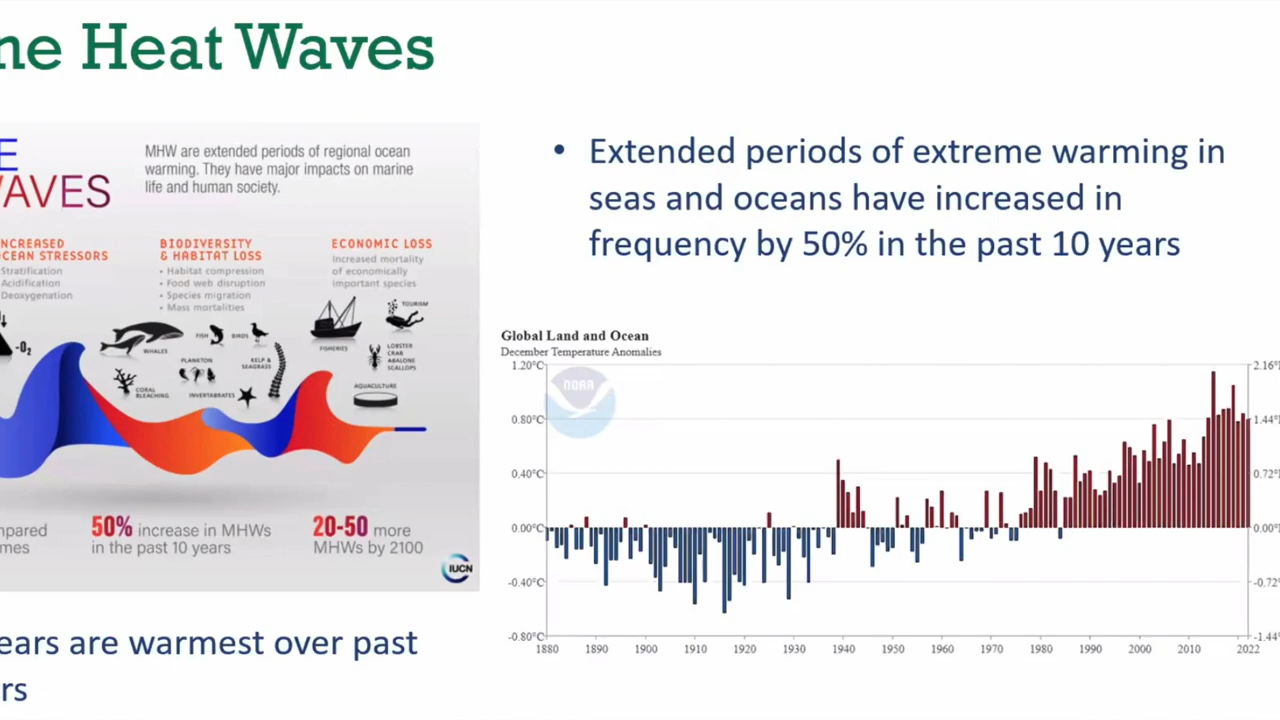 ne Heat Waves
E
WAVES
MHW are extended periods of regional ocean
warming. They have major impacts on marine
life and human society.
NCREASED
CEAN STRESSORS
Stratification
Acidification
Deoxygenation
-O₂
BIODIVERSITY
& HABITAT LOSS
• Habitat compression
• Food web disruption
• Species migration
• Mass mortalities
ECONOMIC LOSS
Increased mortality
of economically
important species
WHALES
FISH
BIRDS
PLANKTON
KELP &
SEAGRASS
CORAL
BLEACHING
INVERTEBRATES
TOURISM
FISHERIES
LOBSTER
CRAB
ABALONE
SCALLOPS
AQUACULTURE
mpared
mes
50% increase in MHWs
in the past 10 years
20-50 more
MHWs by 2100
IUCN
ears are warmest over past
rs
• Extended periods of extreme warming in
seas and oceans have increased in
frequency by 50% in the past 10 years
Global Land and Ocean
December Temperature Anomalies
NOAA
1.20°C
0.80°C
0.40°C
0.00°C
-0.40°C
-0.80°C
2.16°F
1.44°F
0.72°F
0.00°F
-0.72°
-1.44°
1880 1890 1900 1910 1920 1930 1940 1950 1960 1970 1980 1990 2000 2010 2022